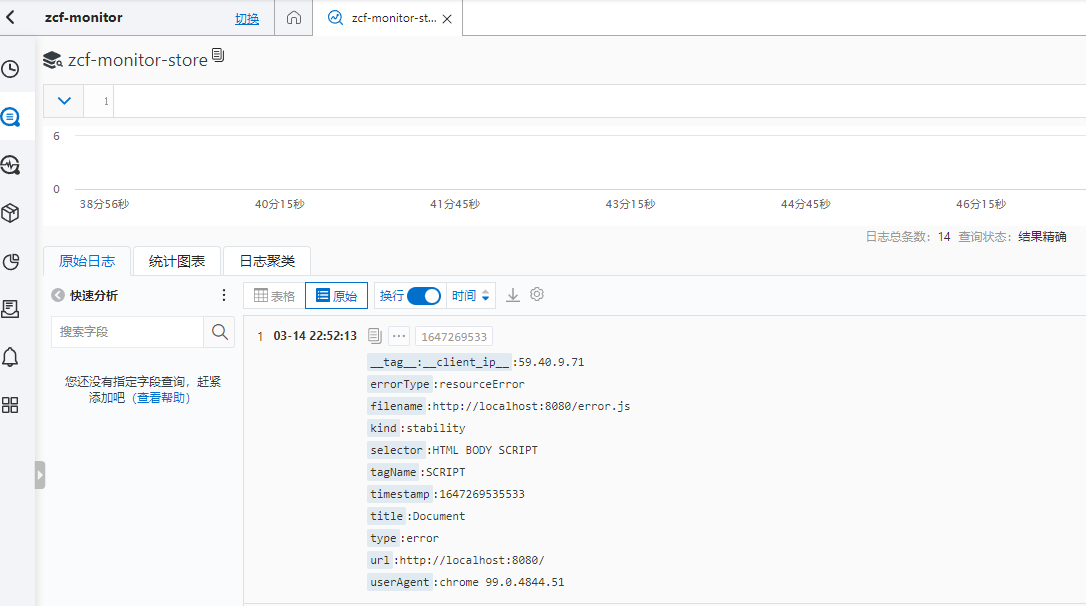 zcf-monitor 切换 zcf-monitor-st...
zcf-monitor-store
1
6
0
38分56秒 40分15秒 41分45秒 43分15秒 44分45秒 46分15秒
日志总条数: 14 查询状态: 结果精确
原始日志 统计图表 日志聚类
快速分析 表格 原始 换行 时间
搜索字段
您还没有指定字段查询，赶紧
添加吧（查看帮助）
1 03-14 22:52:13 ... 1647269533
__tag__:__client_ip__ :59.40.9.71
errorType :resourceError
filename :http://localhost:8080/error.js
kind :stability
selector :HTML BODY SCRIPT
tagName :SCRIPT
timestamp :1647269535533
title :Document
type :error
url :http://localhost:8080/
userAgent :chrome 99.0.4844.51